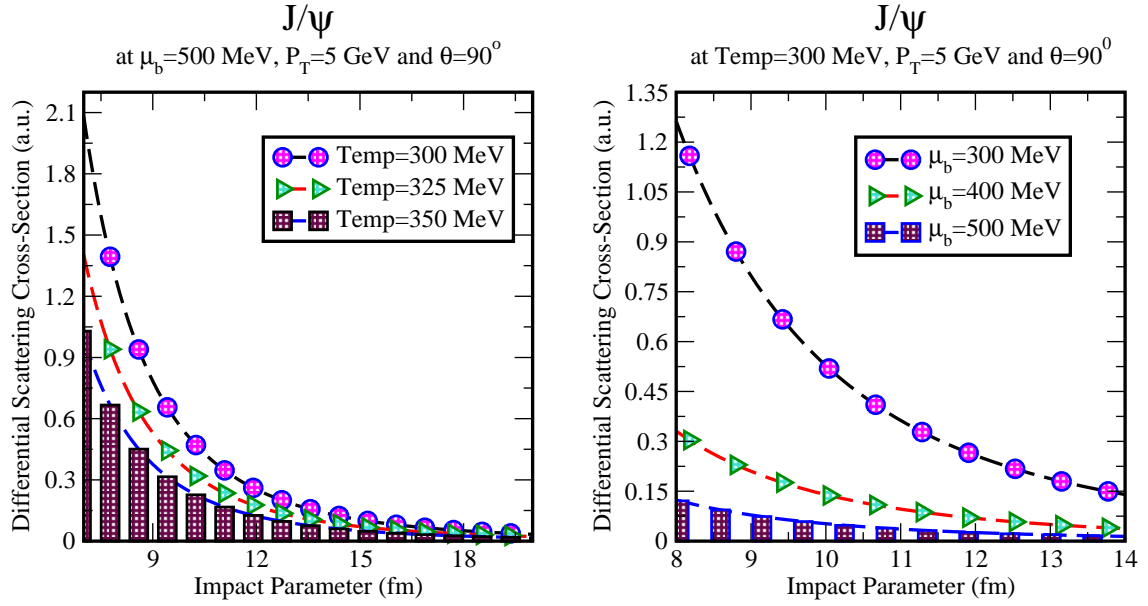 J/ψ
at μb=500 MeV, PT=5 GeV and θ=90°
Differential Scattering Cross-Section (a.u.)
2.1
1.8
1.5
1.2
0.9
0.6
0.3
0
Temp=300 MeV
Temp=325 MeV
Temp=350 MeV
9 12 15 18
Impact Parameter (fm)
J/ψ
at Temp=300 MeV, PT=5 GeV and θ=90⁰
Differential Scattering Cross-Section (a.u.)
1.35
1.2
1.05
0.9
0.75
0.6
0.45
0.3
0.15
0
μb=300 MeV
μb=400 MeV
μb=500 MeV
8 9 10 11 12 13 14
Impact Parameter (fm)